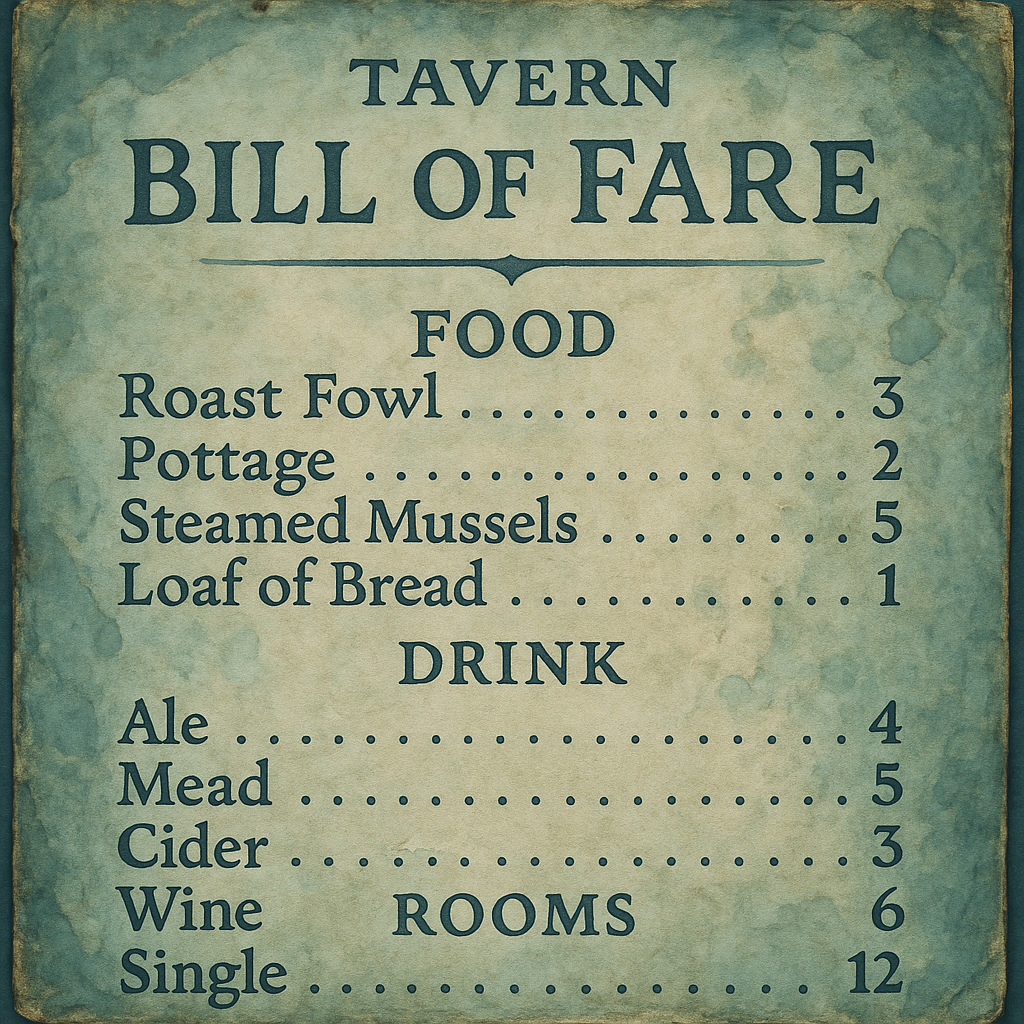 TAVERN
BILL OF FARE
FOOD
Roast Fowl . . . . . . . . . . . . . 3
Pottage . . . . . . . . . . . . . . . . 2
Steamed Mussels . . . . . . . . 5
Loaf of Bread . . . . . . . . . . . 1
DRINK
Ale . . . . . . . . . . . . . . . . . . . 4
Mead . . . . . . . . . . . . . . . . . 5
Cider . . . . . . . . . . . . . . . . . 3
Wine ROOMS 6
Single . . . . . . . . . . . . . . . . 12